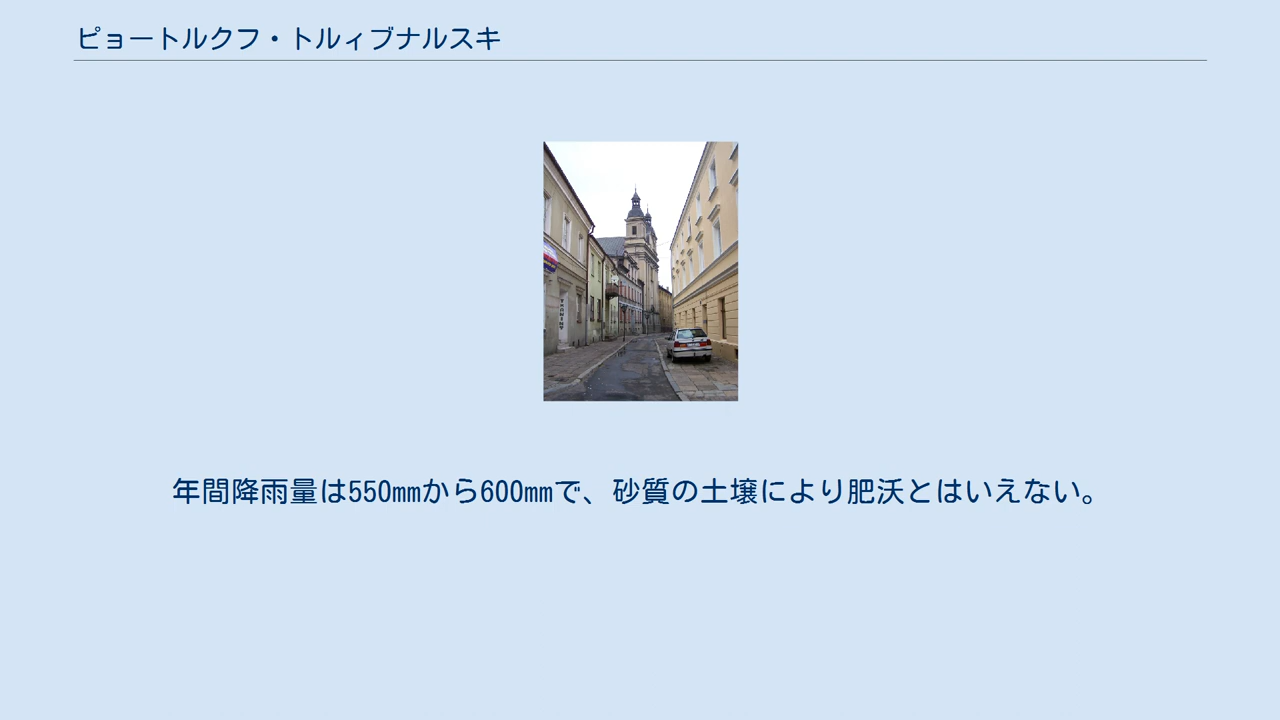 ピョートルクフ・トルィブナルスキ
年間降雨量は550mmから600mmで、砂質の土壌により肥沃とはいえない。